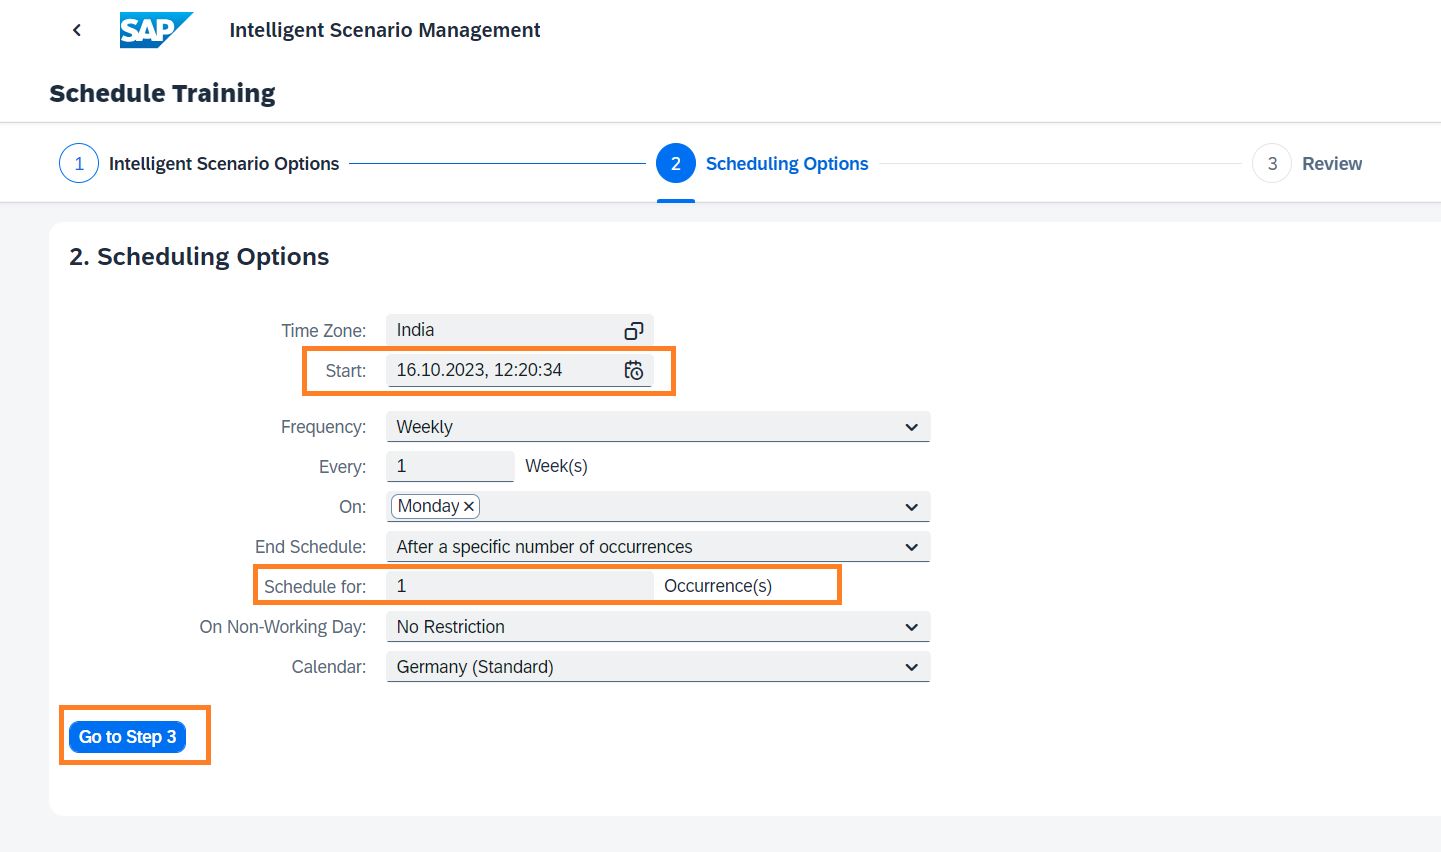 SAP Intelligent Scenario Management
Schedule Training
1 Intelligent Scenario Options 2 Scheduling Options 3 Review
2. Scheduling Options
Time Zone: India
Start: 16.10.2023, 12:20:34
Frequency: Weekly
Every: 1 Week(s)
On: Monday
End Schedule: After a specific number of occurrences
Schedule for: 1 Occurrence(s)
On Non-Working Day: No Restriction
Calendar: Germany (Standard)
Go to Step 3